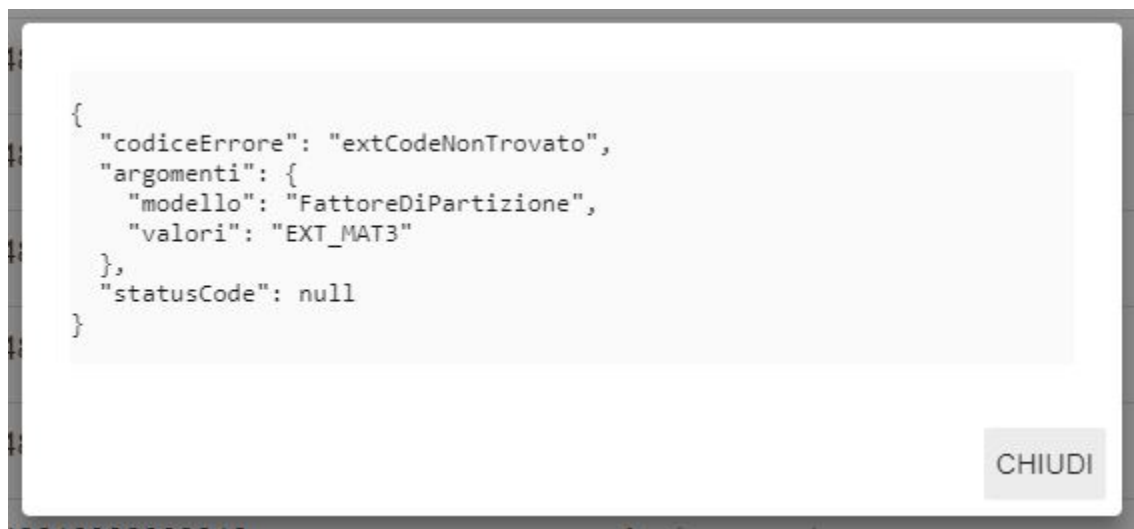 {
"codiceErrore": "extCodeNonTrovato",
"argomenti": {
"modello": "FattoreDiPartizione",
"valori": "EXT_MAT3"
},
"statusCode": null
}
CHIUDI